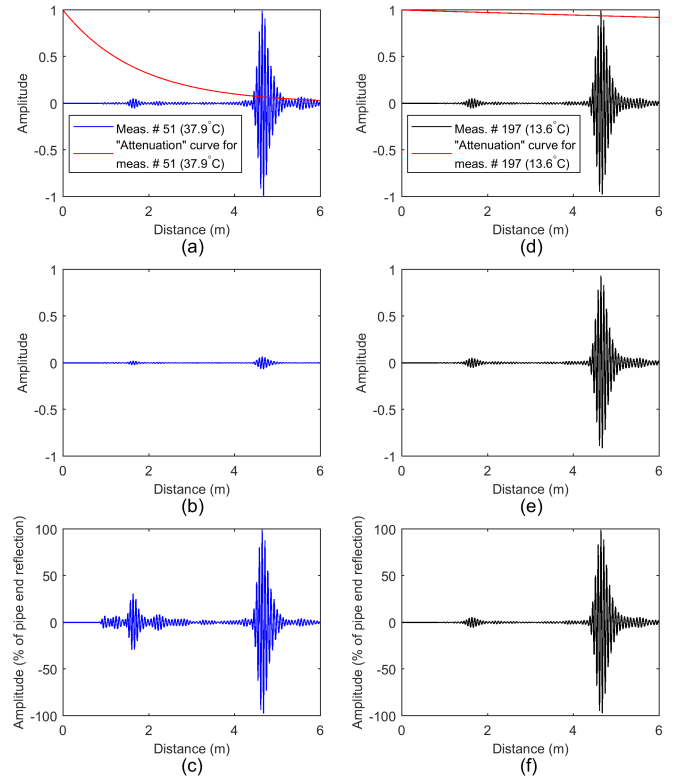 1
0.5
0
-0.5
-1
Amplitude
Meas. # 51 (37.9°C)
"Attenuation" curve for
meas. # 51 (37.9°C)
0 2 4 6
Distance (m)
(a)
1
0.5
0
-0.5
-1
Amplitude
Meas. # 197 (13.6°C)
"Attenuation" curve for
meas. # 197 (13.6°C)
0 2 4 6
Distance (m)
(d)
1
0.5
0
-0.5
-1
Amplitude
0 2 4 6
Distance (m)
(b)
1
0.5
0
-0.5
-1
Amplitude
0 2 4 6
Distance (m)
(e)
100
50
0
-50
-100
Amplitude (% of pipe end reflection)
0 2 4 6
Distance (m)
(c)
100
50
0
-50
-100
Amplitude (% of pipe end reflection)
0 2 4 6
Distance (m)
(f)